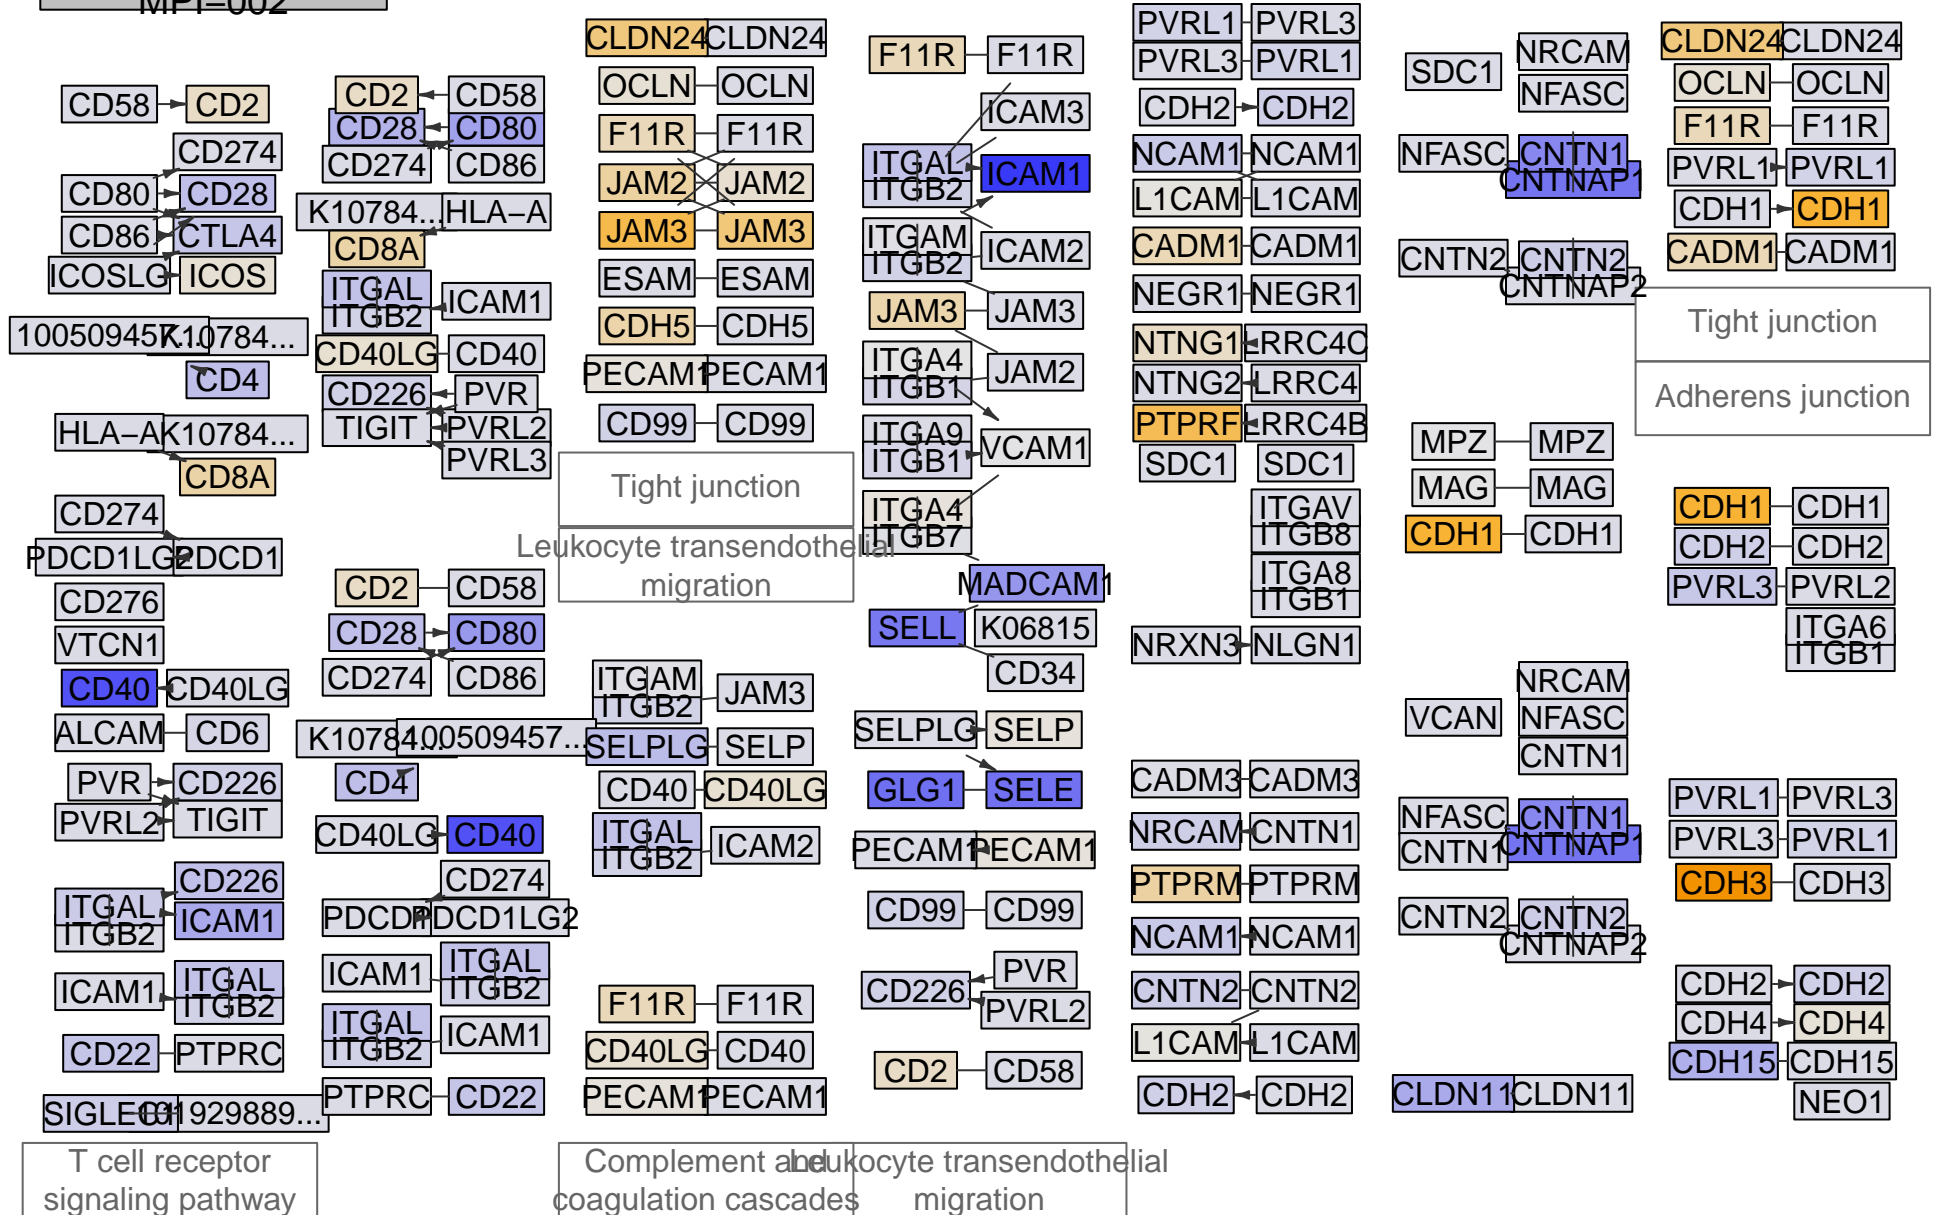 MPI−002
CD58
CD2
CD274
CD80
CD28
CD86
CTLA4
ICOSLG
ICOS
K10784...
CD4
HLA−A
K10784...
CD8A
CD274
PDCD1LG2
PDCD1
CD276
VTCN1
CD40
CD40LG
ALCAM
CD6
PVR
CD226
PVRL2
TIGIT
CD226
ITGAL
ITGB2
ICAM1
ICAM1
ITGAL
ITGB2
CD22
PTPRC
T cell receptor
signaling pathway
CD2
CD58
CD28
CD80
CD274
CD86
K10784...
HLA−A
CD8A
ITGAL
ITGB2
ICAM1
CD40LG
CD40
CD226
PVR
TIGIT
PVRL2
PVRL3
CD2
CD58
CD28
CD80
CD274
CD86
100509457...
CD4
CD40LG
CD40
CD274
PDCD1LG2
ICAM1
ITGAL
ITGB2
ITGAL
ITGB2
ICAM1
PTPRC
CD22
CLDN24
CLDN24
OCLN
OCLN
F11R
F11R
JAM2
JAM2
JAM3
JAM3
ESAM
ESAM
CDH5
CDH5
PECAM1
PECAM1
CD99
CD99
Tight junction
Leukocyte transendothelial
migration
ITGAM
ITGB2
JAM3
SELPLG
SELP
CD40
CD40LG
ITGAL
ITGB2
ICAM2
F11R
F11R
CD40LG
CD40
PECAM1
PECAM1
Complement and
coagulation cascades
F11R
F11R
ICAM3
ITGAL
ITGB2
ICAM1
ITGAM
ITGB2
ICAM2
JAM3
JAM3
ITGA4
ITGB1
JAM2
ITGA9
ITGB1
VCAM1
ITGA4
ITGB7
MADCAM1
SELL
K06815
CD34
SELPLG
SELP
GLG1
SELE
PECAM1
PECAM1
CD99
CD99
CD226
PVR
PVRL2
CD2
CD58
Leukocyte transendothelial
migration
PVRL1
PVRL3
PVRL3
PVRL1
CDH2
CDH2
NCAM1
NCAM1
L1CAM
L1CAM
CADM1
CADM1
NEGR1
NEGR1
NTNG1
LRRC4C
NTNG2
LRRC4
PTPRF
LRRC4B
SDC1
SDC1
ITGAV
ITGB8
ITGA8
ITGB1
NRXN3
NLGN1
CADM3
CADM3
NRCAM
CNTN1
PTPRM
PTPRM
NCAM1
NCAM1
CNTN2
CNTN2
L1CAM
L1CAM
CDH2
CDH2
SDC1
NRCAM
NFASC
NFASC
CNTN1
CNTNAP1
CNTN2
CNTN2
CNTNAP2
MPZ
MPZ
MAG
MAG
CDH1
CDH1
VCAN
NRCAM
NFASC
CNTN1
NFASC
CNTN1
CNTN1
CNTNAP1
CNTN2
CNTN2
CNTNAP2
CLDN11
CLDN11
CLDN24
CLDN24
OCLN
OCLN
F11R
F11R
PVRL1
PVRL1
CDH1
CDH1
CADM1
CADM1
Tight junction
Adherens junction
CDH1
CDH1
CDH2
CDH2
PVRL3
PVRL2
ITGA6
ITGB1
PVRL1
PVRL3
PVRL3
PVRL1
CDH3
CDH3
CDH2
CDH2
CDH4
CDH4
CDH15
CDH15
NEO1